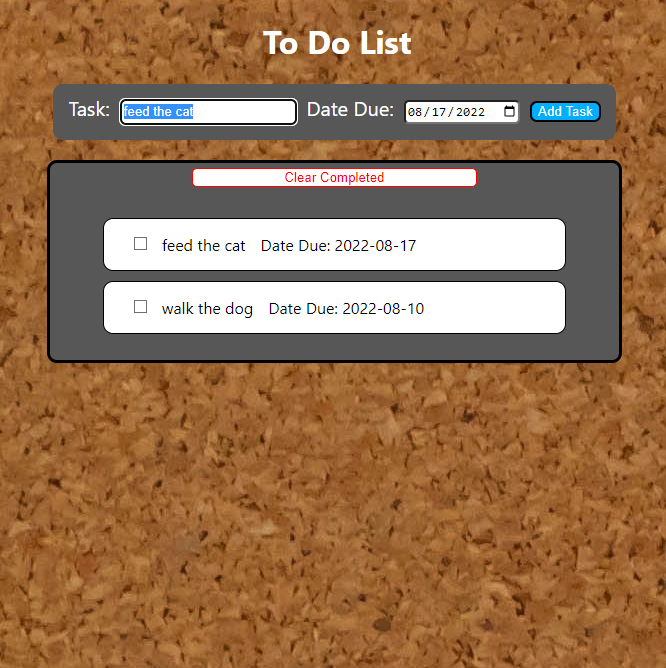 To Do List
Task: feed the cat Date Due: 08/17/2022 Add Task
Clear Completed
feed the cat Date Due: 2022-08-17
walk the dog Date Due: 2022-08-10